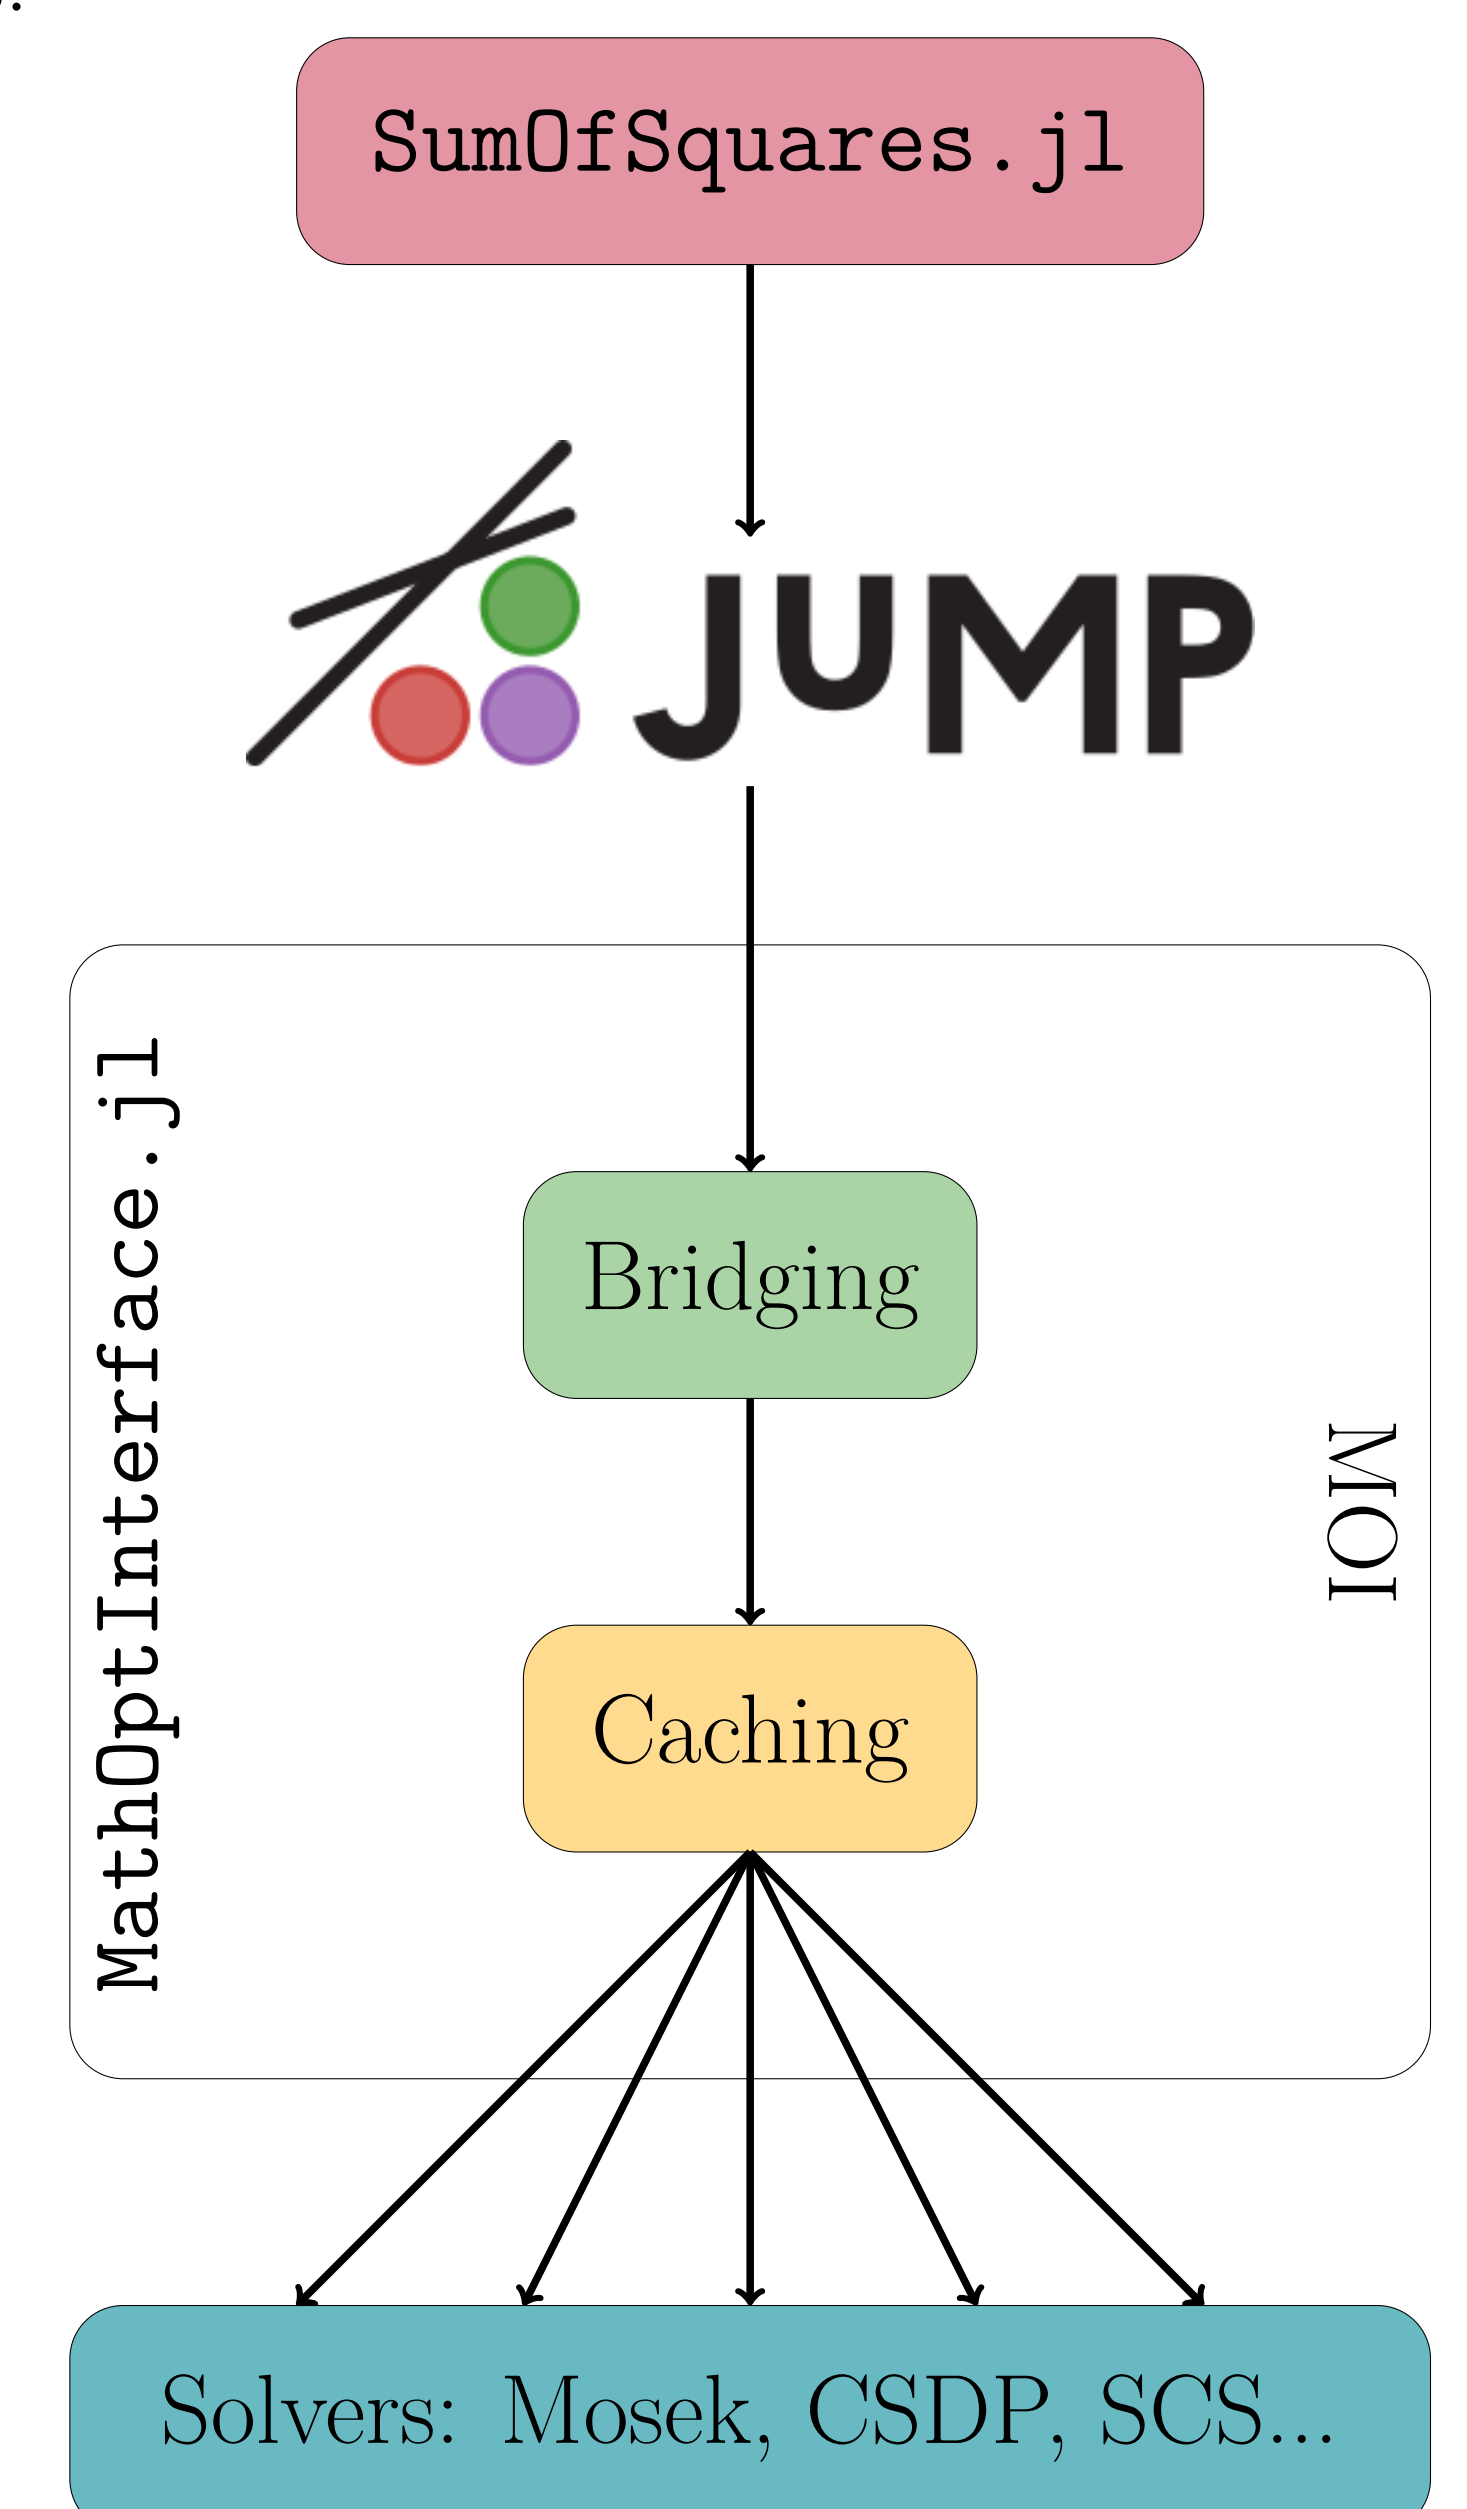 SumOfSquares.jl
JuMP
MathOptInterface.jl
Bridging
MOI
Caching
Solvers: Mosek, CSDP, SCS...